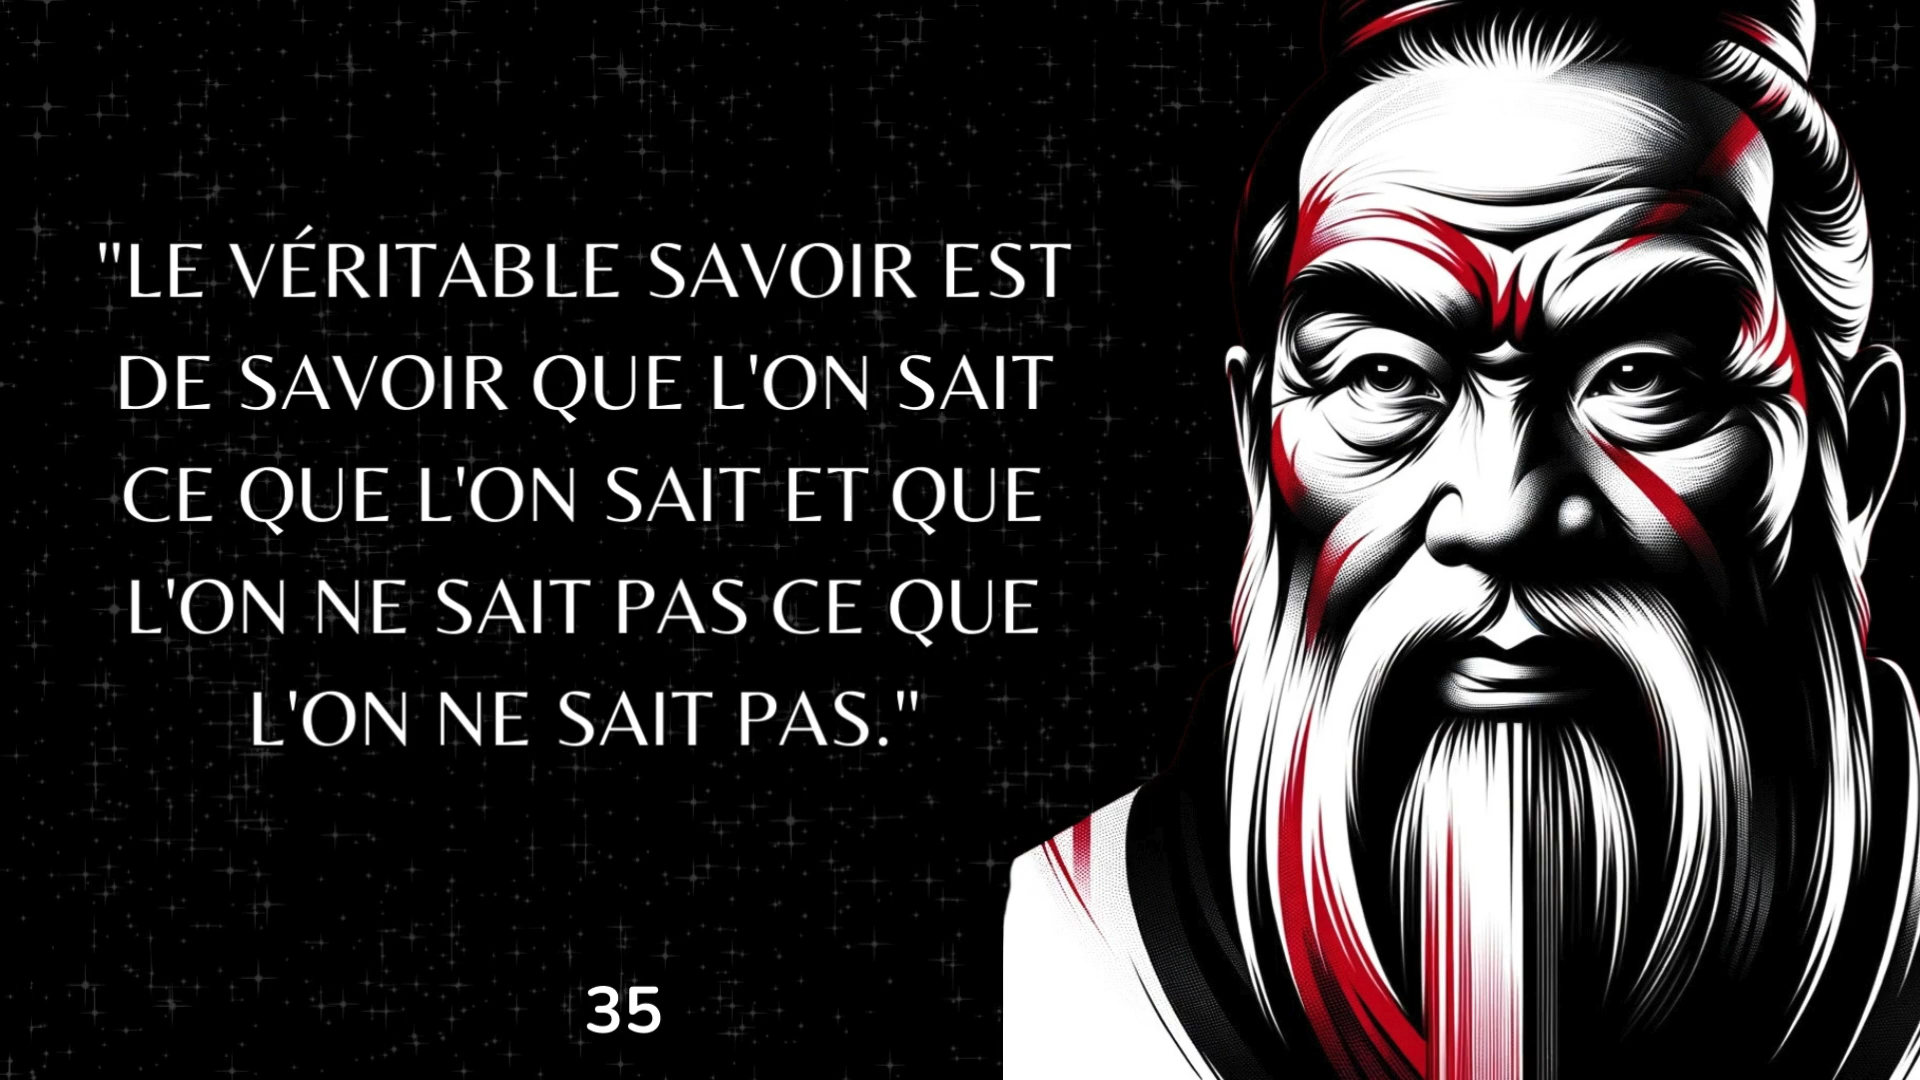 "LE VÉRITABLE SAVOIR EST
DE SAVOIR QUE L'ON SAIT
CE QUE L'ON SAIT ET QUE
L'ON NE SAIT PAS CE QUE
L'ON NE SAIT PAS."
35